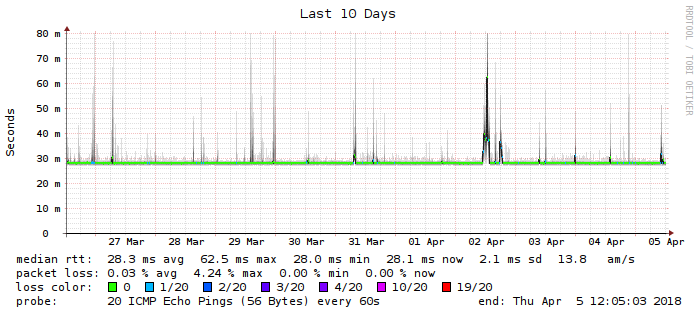 Last 10 Days
RRDTOOL / TOBI OETIKER
Seconds
80 m
70 m
60 m
50 m
40 m
30 m
20 m
10 m
0
27 Mar 28 Mar 29 Mar 30 Mar 31 Mar 01 Apr 02 Apr 03 Apr 04 Apr 05 Apr
median rtt: 28.3 ms avg 62.5 ms max 28.0 ms min 28.1 ms now 2.1 ms sd 13.8 am/s
packet loss: 0.03 % avg 4.24 % max 0.00 % min 0.00 % now
loss color: 0 1/20 2/20 3/20 4/20 10/20 19/20
probe: 20 ICMP Echo Pings (56 Bytes) every 60s end: Thu Apr 5 12:05:03 2018